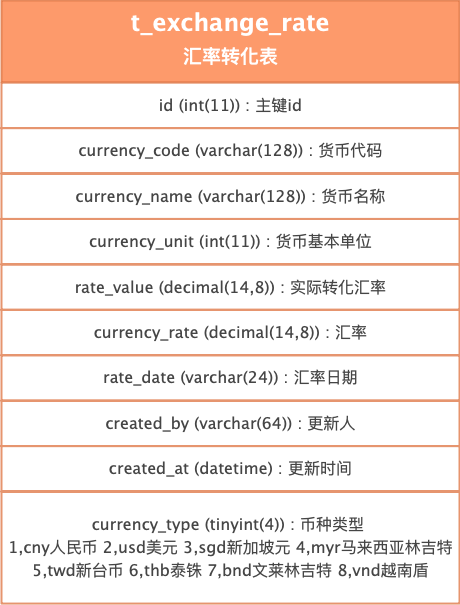 t_exchange_rate
汇率转化表
id (int(11)) : 主键id
currency_code (varchar(128)) : 货币代码
currency_name (varchar(128)) : 货币名称
currency_unit (int(11)) : 货币基本单位
rate_value (decimal(14,8)) : 实际转化汇率
currency_rate (decimal(14,8)) : 汇率
rate_date (varchar(24)) : 汇率日期
created_by (varchar(64)) : 更新人
created_at (datetime) : 更新时间
currency_type (tinyint(4)) : 币种类型
1,cny人民币 2,usd美元 3,sgd新加坡元 4,myr马来西亚林吉特
5,twd新台币 6,thb泰铢 7,bnd文莱林吉特 8,vnd越南盾